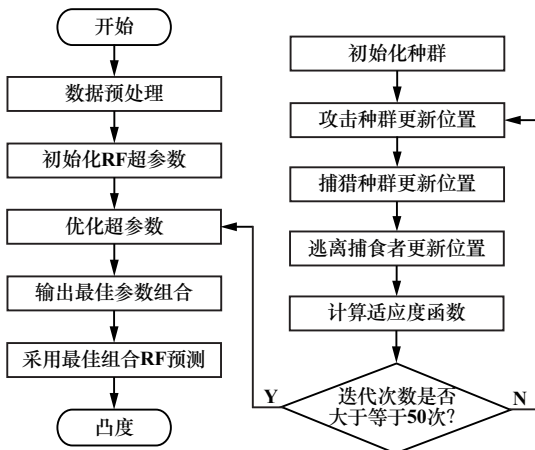 开始
数据预处理
初始化RF超参数
优化超参数
输出最佳参数组合
采用最佳组合RF预测
凸度
初始化种群
攻击种群更新位置
捕猎种群更新位置
逃离捕食者更新位置
计算适应度函数
迭代次数是否
大于等于50次?
Y
N